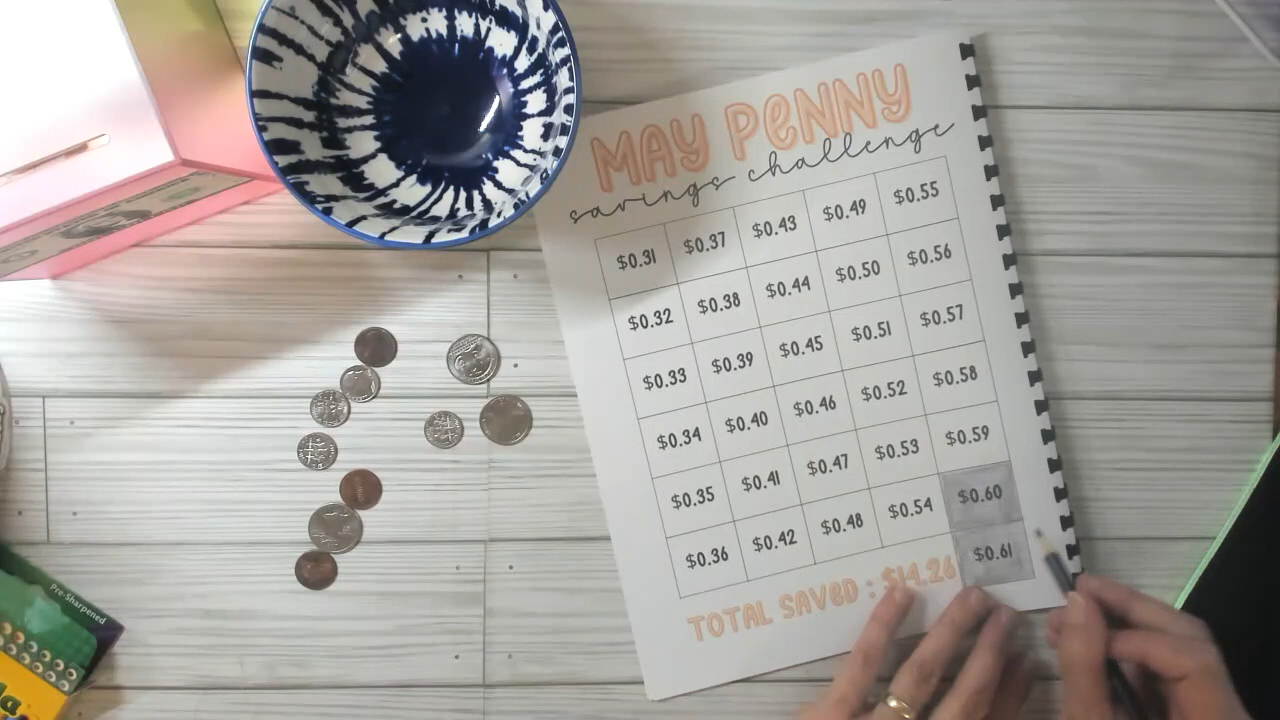 MAY PENNY
savings challenge
$0.31 $0.37 $0.43 $0.49 $0.55
$0.32 $0.38 $0.44 $0.50 $0.56
$0.33 $0.39 $0.45 $0.51 $0.57
$0.34 $0.40 $0.46 $0.52 $0.58
$0.35 $0.41 $0.47 $0.53 $0.59
$0.36 $0.42 $0.48 $0.54 $0.60
$0.61
TOTAL SAVED : $14.26
Pre-Sharpened